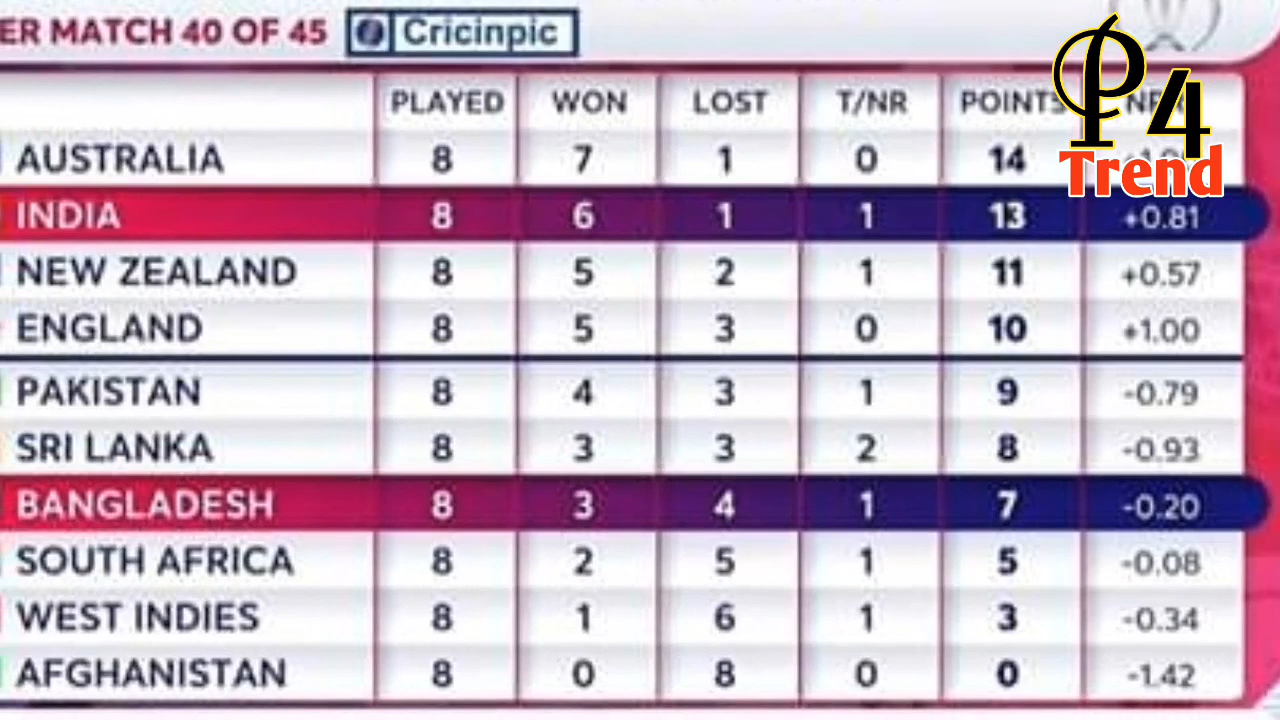 ER MATCH 40 OF 45 Cricinpic
PLAYED WON LOST T/NR POINTS
AUSTRALIA 8 7 1 0 14
P4
Trend
INDIA 8 6 1 1 13 +0.81
NEW ZEALAND 8 5 2 1 11 +0.57
ENGLAND 8 5 3 0 10 +1.00
PAKISTAN 8 4 3 1 9 -0.79
SRI LANKA 8 3 3 2 8 -0.93
BANGLADESH 8 3 4 1 7 -0.20
SOUTH AFRICA 8 2 5 1 5 -0.08
WEST INDIES 8 1 6 1 3 -0.34
AFGHANISTAN 8 0 8 0 0 -1.42